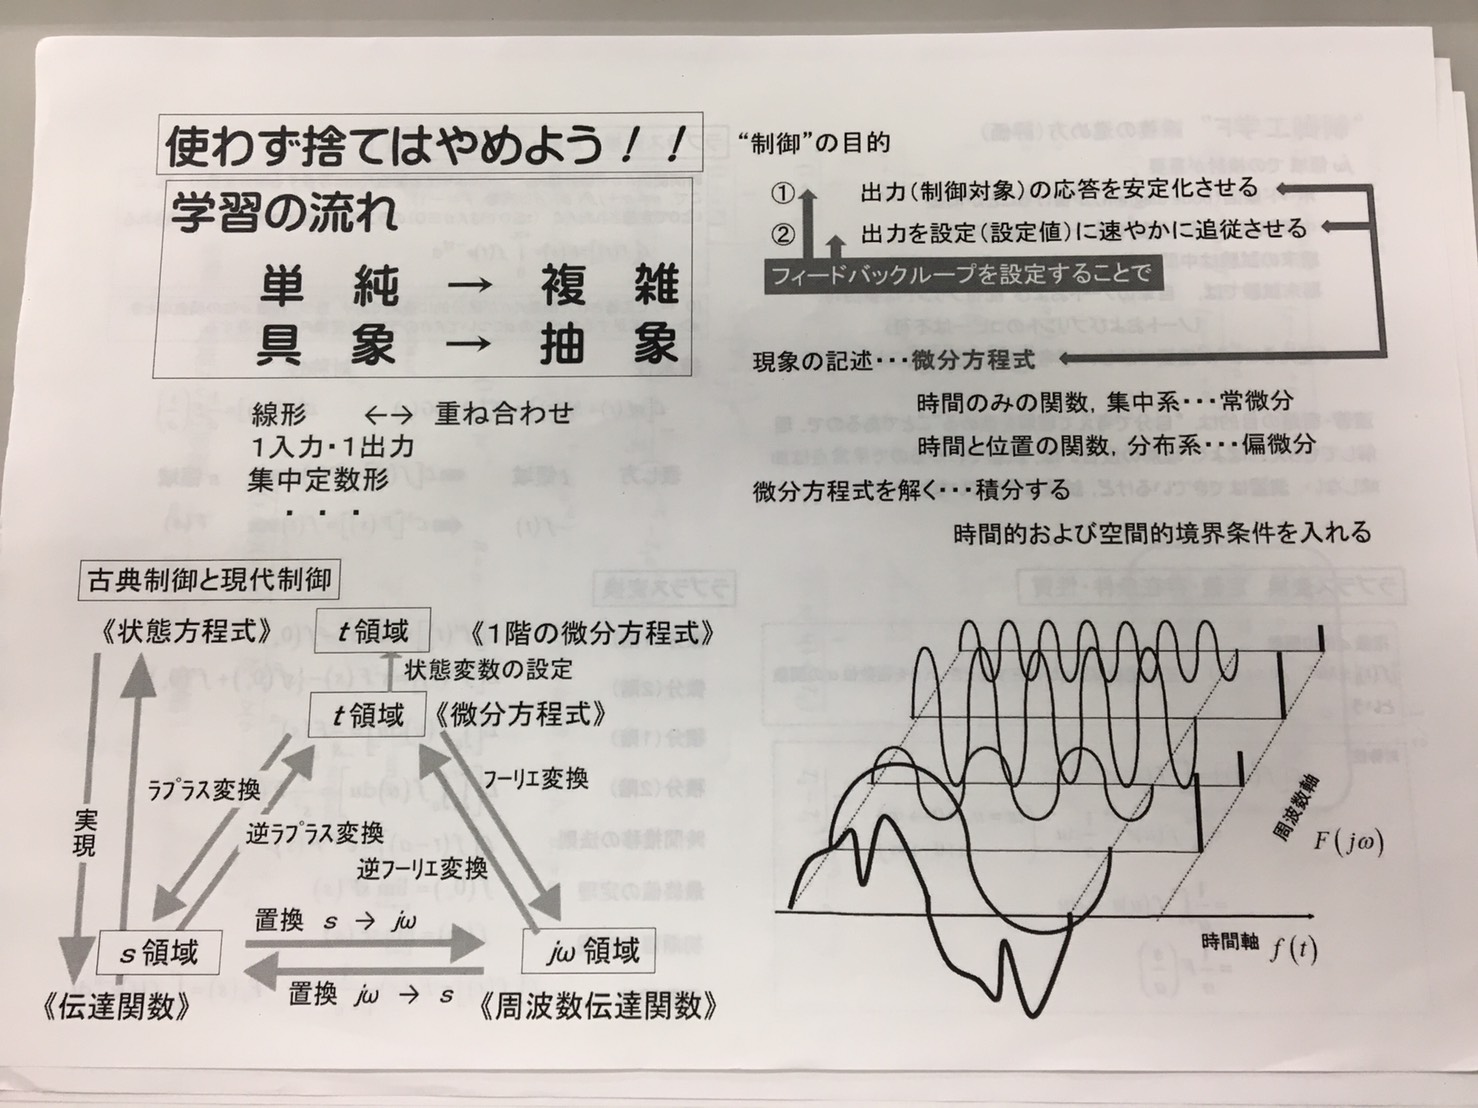 使わず捨てはやめよう！！
学習の流れ
単 純 → 複 雑
具 象 → 抽 象
線形 ←→ 重ね合わせ
1入力・1出力
集中定数形
・・・
“制御”の目的
① 出力(制御対象)の応答を安定化させる
② 出力を設定(設定値)に速やかに追従させる
フィードバックループを設定することで
現象の記述・・・微分方程式
時間のみの関数, 集中系・・・常微分
時間と位置の関数, 分布系・・・偏微分
微分方程式を解く・・・積分する
時間的および空間的境界条件を入れる
古典制御と現代制御
《状態方程式》 t 領域 《1階の微分方程式》
状態変数の設定
t 領域 《微分方程式》
ラプラス変換
フーリエ変換
実現
逆ラプラス変換
逆フーリエ変換
置換 s → jω
s 領域
jω 領域
置換 jω → s
《伝達関数》
《周波数伝達関数》
周波数軸
F(jω)
時間軸 f(t)